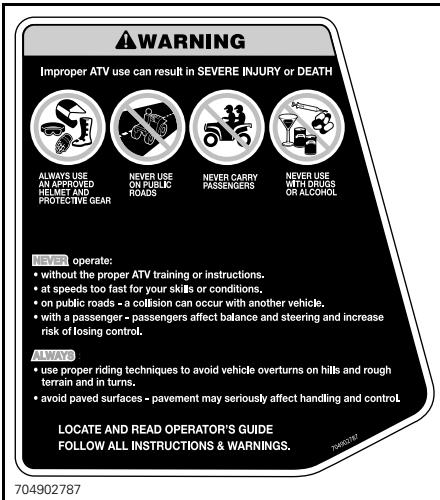 WARNING
Improper ATV use can result in SEVERE INJURY or DEATH
ALWAYS USE
AN APPROVED
HELMET AND
PROTECTIVE GEAR
NEVER USE
ON PUBLIC
ROADS
NEVER CARRY
PASSENGERS
NEVER USE
WITH DRUGS
OR ALCOHOL
NEVER operate:
• without the proper ATV training or instructions.
• at speeds too fast for your skills or conditions.
• on public roads - a collision can occur with another vehicle.
• with a passenger - passengers affect balance and steering and increase
risk of losing control.
ALWAYS :
• use proper riding techniques to avoid vehicle overturns on hills and rough
terrain and in turns.
• avoid paved surfaces - pavement may seriously affect handling and control.
LOCATE AND READ OPERATOR'S GUIDE
FOLLOW ALL INSTRUCTIONS & WARNINGS.
704902787
704902787